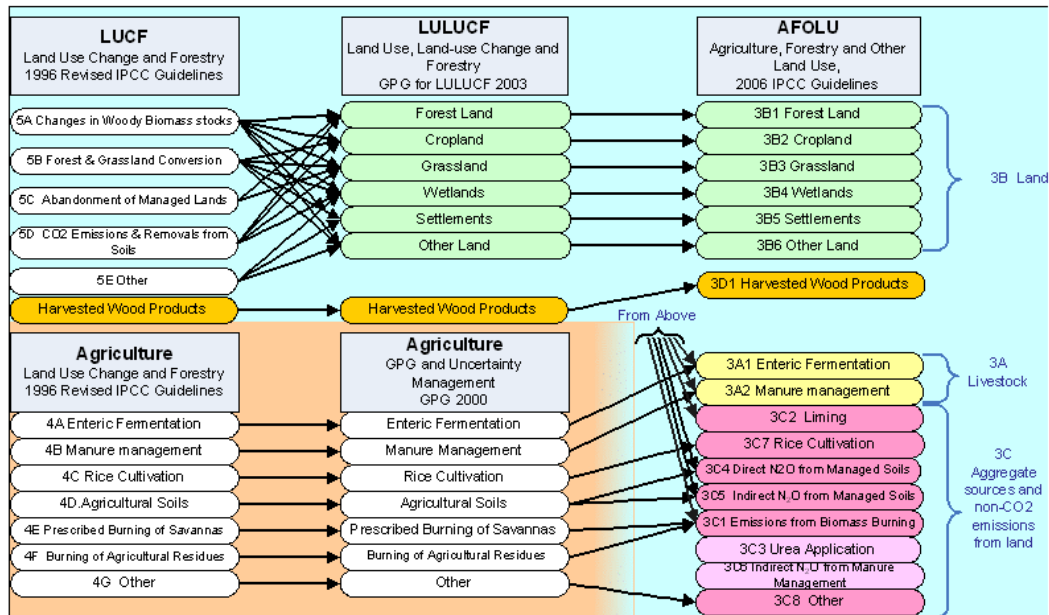 LUCF
Land Use Change and Forestry
1996 Revised IPCC Guidelines
LULUCF
Land Use, Land-use Change and
Forestry
GPG for LULUCF 2003
AFOLU
Agriculture, Forestry and Other
Land Use,
2006 IPCC Guidelines
5A Changes in Woody Biomass stocks
5B Forest & Grassland Conversion
5C Abandonment of Managed Lands
5D CO2 Emissions & Removals from
Soils
5E Other
Harvested Wood Products
Forest Land
Cropland
Grassland
Wetlands
Settlements
Other Land
Harvested Wood Products
3B1 Forest Land
3B2 Cropland
3B3 Grassland
3B4 Wetlands
3B5 Settlements
3B6 Other Land
3D1 Harvested Wood Products
3B Land
From Above
Agriculture
Land Use Change and Forestry
1996 Revised IPCC Guidelines
Agriculture
GPG and Uncertainty
Management
GPG 2000
4A Enteric Fermentation
4B Manure management
4C Rice Cultivation
4D.Agricultural Soils
4E Prescribed Burning of Savannas
4F Burning of Agricultural Residues
4G Other
Enteric Fermentation
Manure Management
Rice Cultivation
Agricultural Soils
Prescribed Burning of Savannas
Burning of Agricultural Residues
Other
3A1 Enteric Fermentation
3A2 Manure management
3C2 Liming
3C7 Rice Cultivation
3C4 Direct N2O from Managed Soils
3C5 Indirect N₂O from Managed Soils
3C1 Emissions from Biomass Burning
3C3 Urea Application
3C6 Indirect N₂O from Manure
Management
3C8 Other
3A
Livestock
3C
Aggregate
sources and
non-CO2
emissions
from land